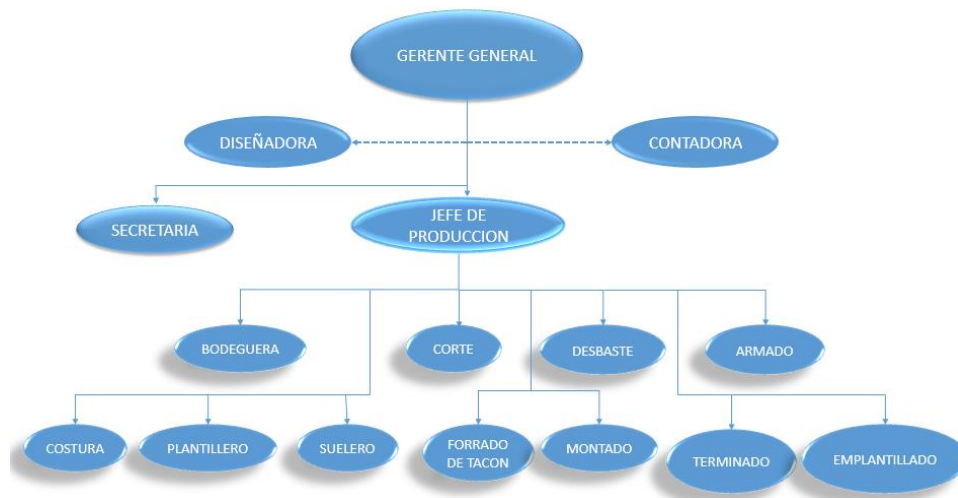 GERENTE GENERAL
DISEÑADORA
CONTADORA
SECRETARIA
JEFE DE
PRODUCCION
BODEGUERA
CORTE
DESBASTE
ARMADO
COSTURA
PLANTILLERO
SUELERO
FORRADO
DE TACON
MONTADO
TERMINADO
EMPLANTILLADO